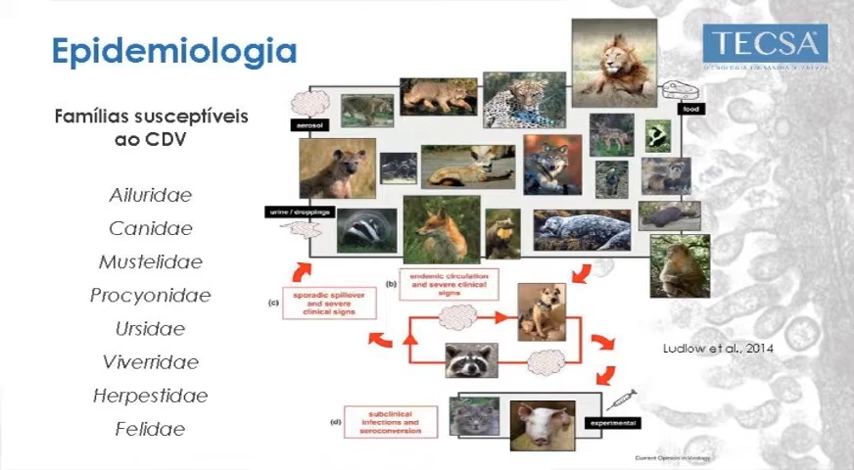 Epidemiologia
TECSA
Famílias susceptíveis
ao CDV
Ailuridae
Canidae
Mustelidae
Procyonidae
Ursidae
Viverridae
Herpestidae
Felidae
aerosol
food
urine / droppings
(b)
endemic circulation
and severe clinical
signs
(c)
sporadic spillover
and severe
clinical signs
Ludlow et al., 2014
(d)
subclinical
infections and
seroconversion
experimental
Current Opinion in Virology